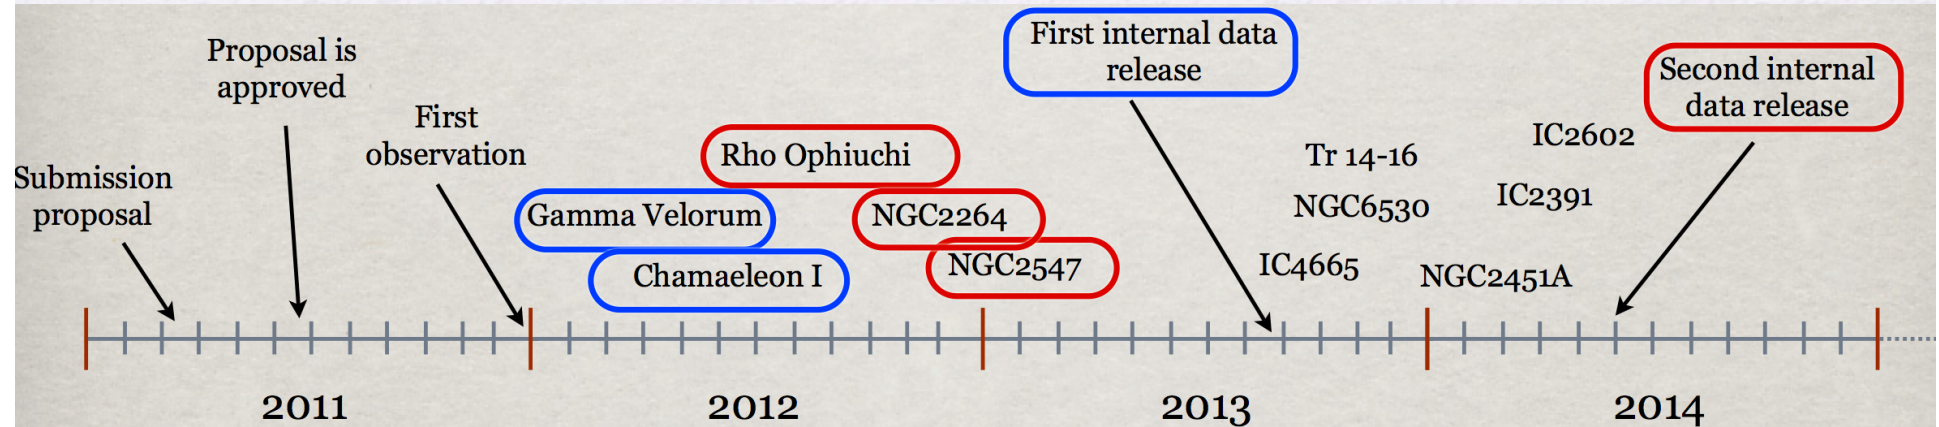 Submission
proposal
Proposal is
approved
First
observation
Gamma Velorum
Chamaeleon I
Rho Ophiuchi
NGC2264
NGC2547
First internal data
release
Tr 14-16
NGC6530
IC4665
IC2602
IC2391
NGC2451A
Second internal
data release
2011
2012
2013
2014